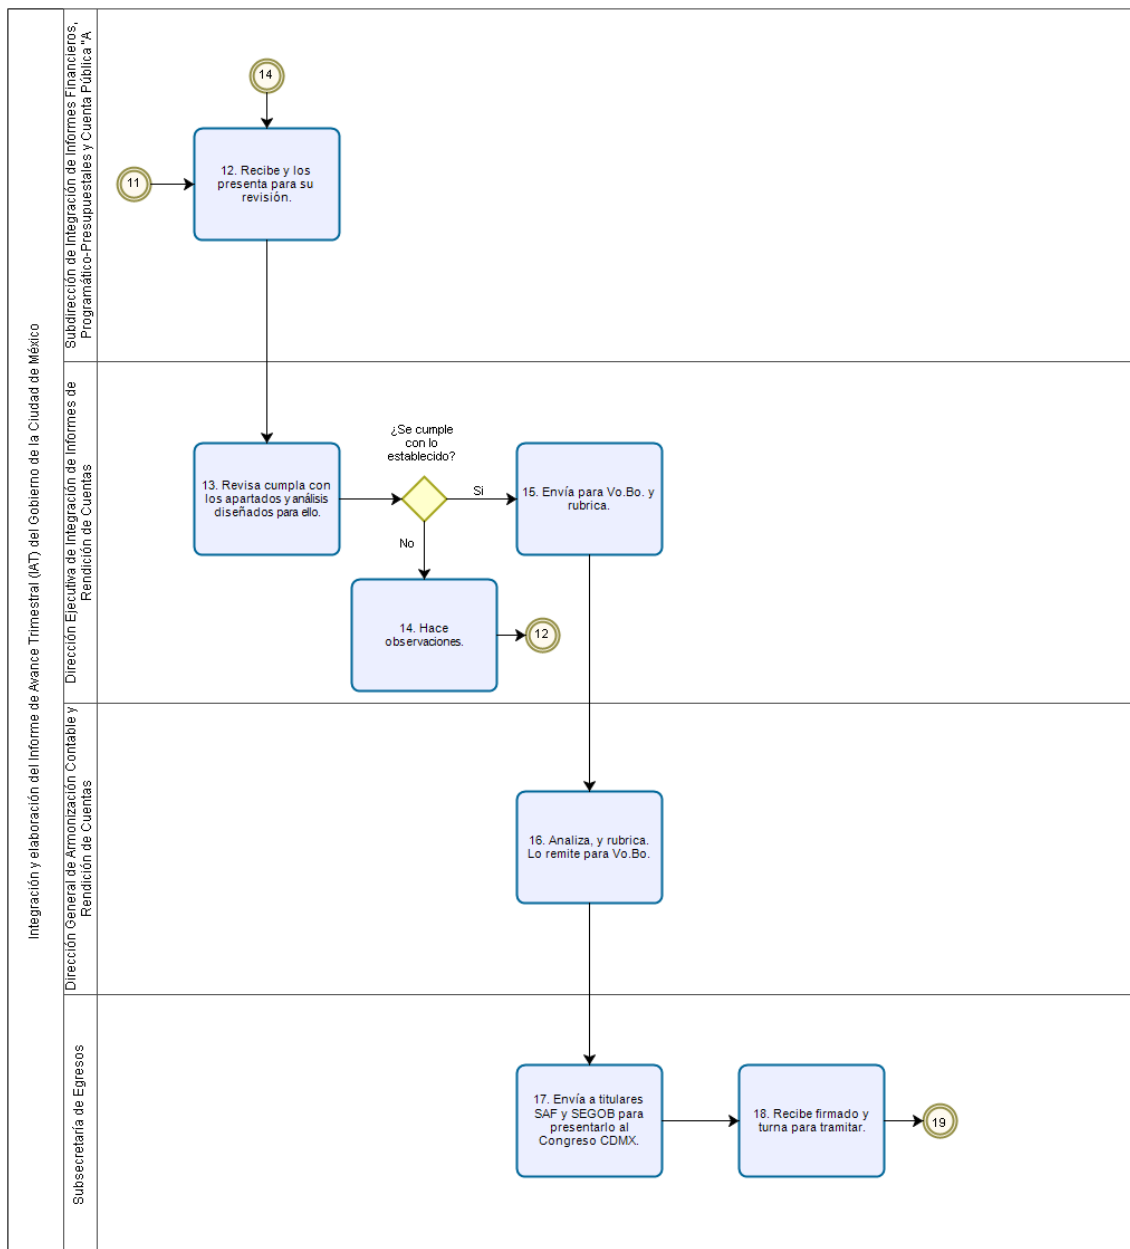 Integración y elaboración del Informe de Avance Trimestral (IAT) del Gobierno de la Ciudad de México
Subdirección de Integración de Informes Financieros,
Programático-Presupuestales y Cuenta Pública "A
14
11
12. Recibe y los
presenta para su
revisión.
Dirección Ejecutiva de Integración de Informes de
Rendición de Cuentas
13. Revisa cumpla con
los apartados y análisis
diseñados para ello.
¿Se cumple
con lo
establecido?
Si
No
15. Envía para Vo.Bo. y
rubrica.
14. Hace
observaciones.
12
Dirección General de Armonización Contable y
Rendición de Cuentas
16. Analiza, y rubrica.
Lo remite para Vo.Bo.
Subsecretaría de Egresos
17. Envía a titulares
SAF y SEGOB para
presentarlo al
Congreso CDMX.
18. Recibe firmado y
turna para tramitar.
19